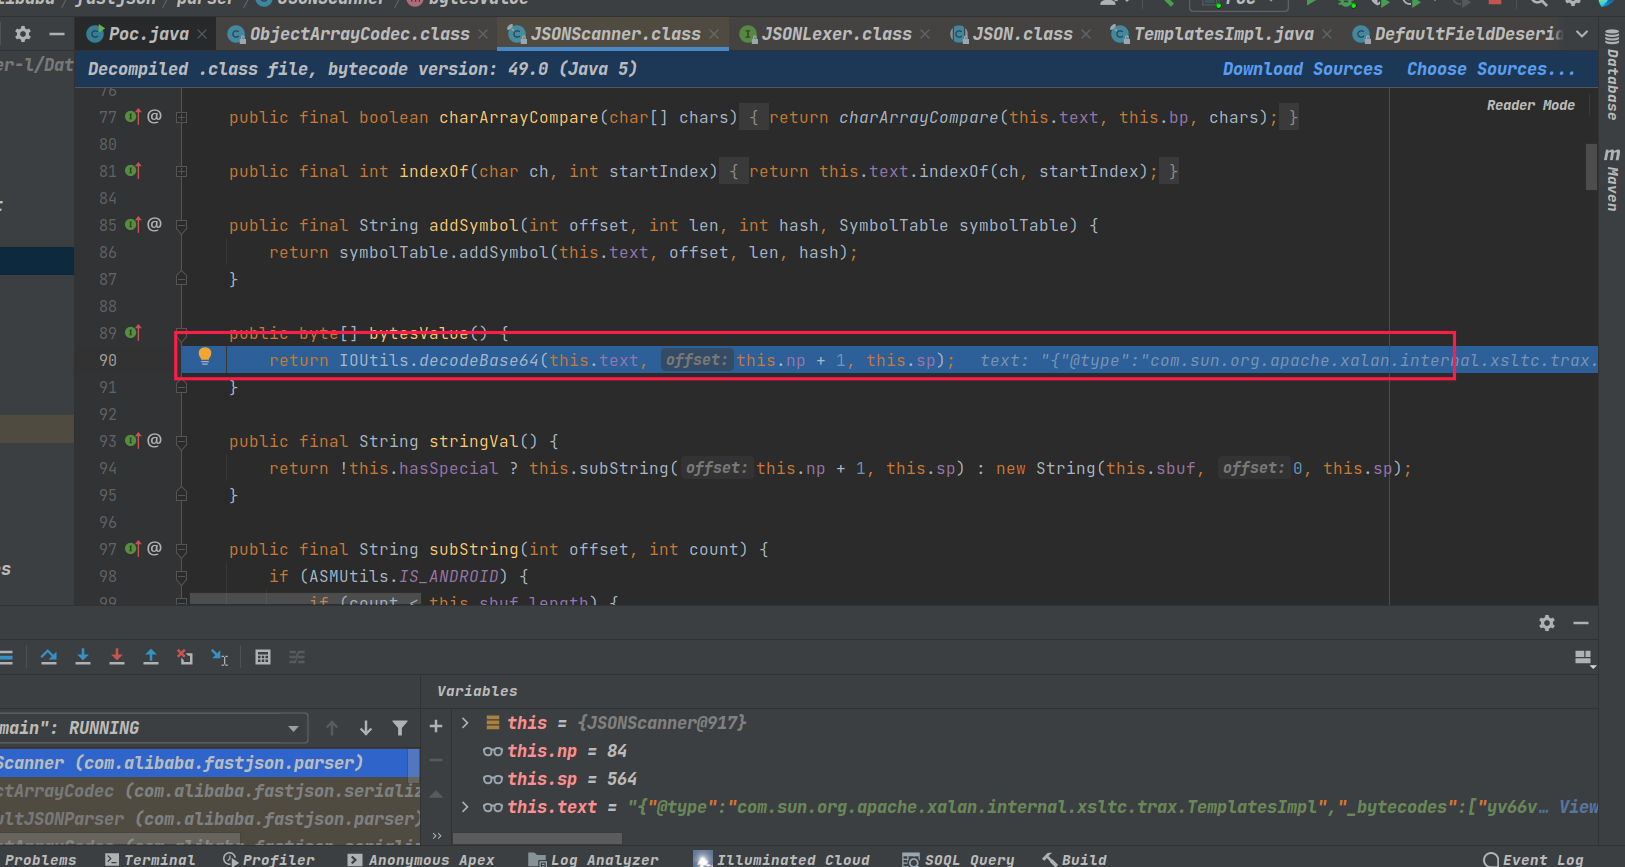 alibaba / fastjson / parser / JSONScanner / bytesValue
Poc
er-l/Dat
Poc.java ObjectArrayCodec.class JSONScanner.class JSONLexer.class JSON.class TemplatesImpl.java DefaultFieldDeseria
Decompiled .class file, bytecode version: 49.0 (Java 5) Download Sources Choose Sources...
Reader Mode
Database
Maven
76
77 @ public final boolean charArrayCompare(char[] chars) { return charArrayCompare(this.text, this.bp, chars); }
80
81 public final int indexOf(char ch, int startIndex) { return this.text.indexOf(ch, startIndex); }
84
85 @ public final String addSymbol(int offset, int len, int hash, SymbolTable symbolTable) {
86 return symbolTable.addSymbol(this.text, offset, len, hash);
87 }
88
89 public byte[] bytesValue() {
90 return IOUtils.decodeBase64(this.text, offset: this.np + 1, this.sp); text: "{"@type":"com.sun.org.apache.xalan.internal.xsltc.trax.
91 }
92
93 @ public final String stringVal() {
94 return !this.hasSpecial ? this.subString( offset: this.np + 1, this.sp) : new String(this.sbuf, offset: 0, this.sp);
95 }
96
97 @ public final String subString(int offset, int count) {
98 if (ASMUtils.IS_ANDROID) {
99 if (count < this.sbuf.length) {
Variables
main": RUNNING
Scanner (com.alibaba.fastjson.parser)
ctArrayCodec (com.alibaba.fastjson.serializ
ultJSONParser (com.alibaba.fastjson.parser)
this = {JSONScanner@917}
this.np = 84
this.sp = 564
this.text = "{"@type":"com.sun.org.apache.xalan.internal.xsltc.trax.TemplatesImpl","_bytecodes":["yv66v... View
Problems Terminal Profiler Anonymous Apex Log Analyzer Illuminated Cloud SOQL Query Build Event Log